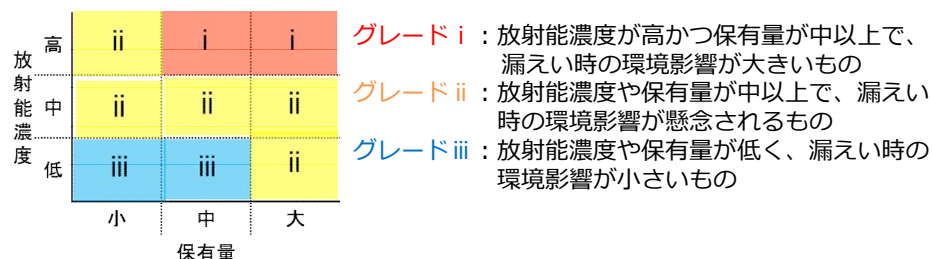 放射能濃度
高
ⅱ
ⅰ
ⅰ
中
ⅱ
ⅱ
ⅱ
低
ⅲ
ⅲ
ⅱ
小
中
大
保有量
グレードⅰ：放射能濃度が高かつ保有量が中以上で、
漏えい時の環境影響が大きいもの
グレードⅱ：放射能濃度や保有量が中以上で、漏えい
時の環境影響が懸念されるもの
グレードⅲ：放射能濃度や保有量が低く、漏えい時の
環境影響が小さいもの